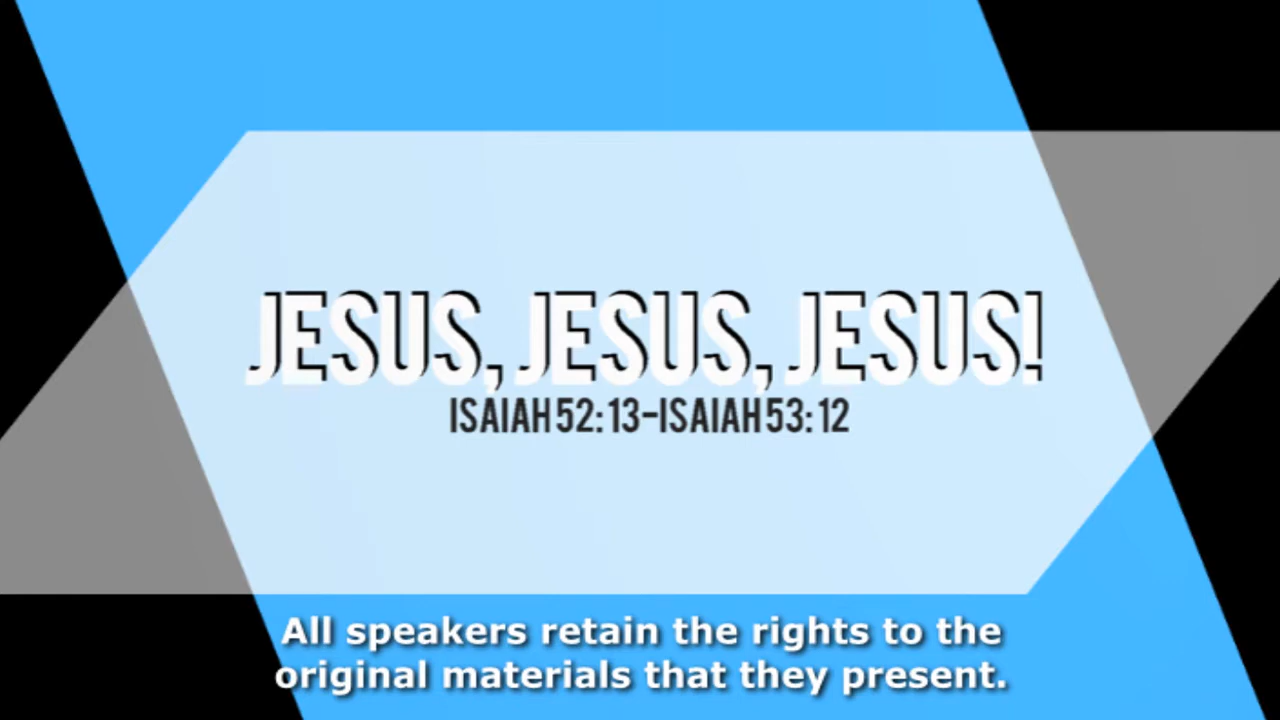 JESUS, JESUS, JESUS!
ISAIAH 52:13-ISAIAH 53:12
All speakers retain the rights to the
original materials that they present.